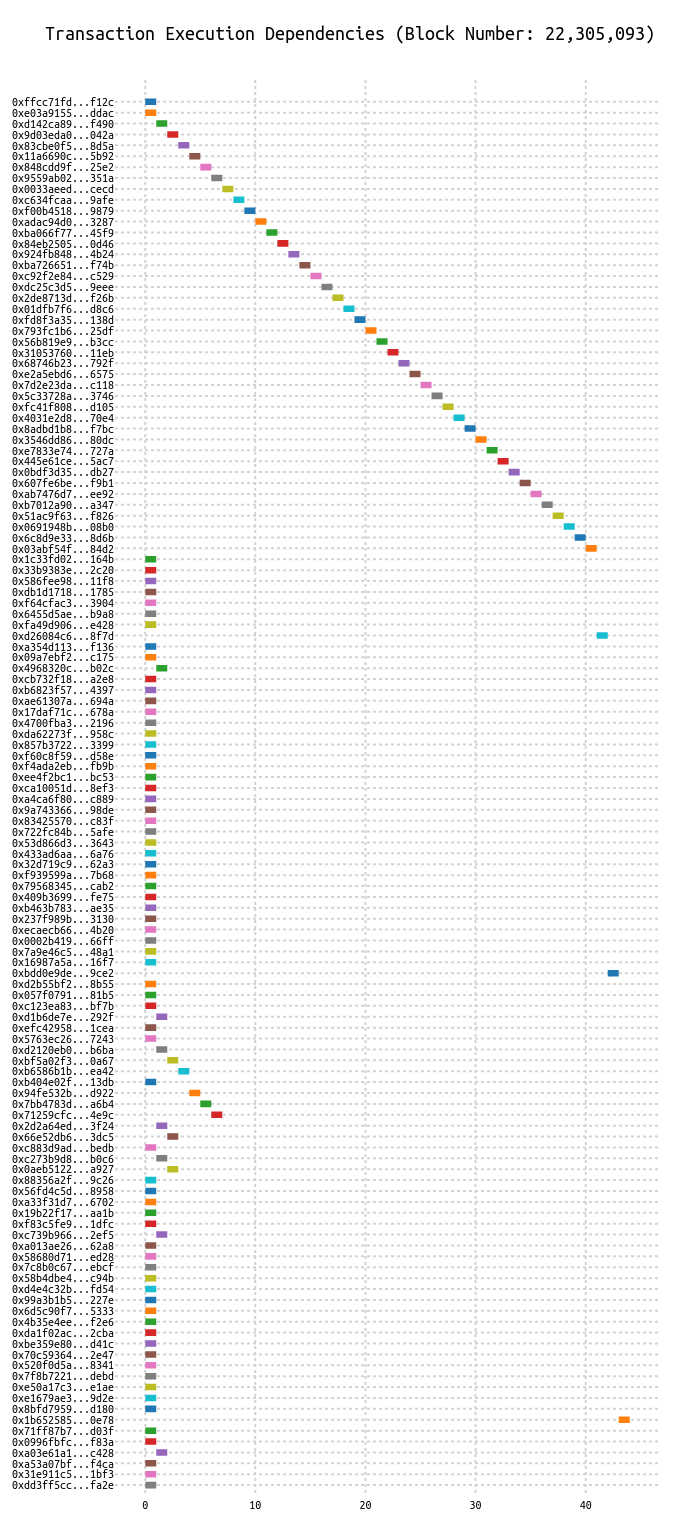 Transaction Execution Dependencies (Block Number: 22,305,093)
0xffcc71fd...f12c
0xe03a9155...ddac
0xd142ca89...f490
0x9d03eda0...042a
0x83cbe0f5...8d5a
0x11a6690c...5b92
0x848cdd9f...25e2
0x9559ab02...351a
0x0033aeed...cecd
0xc634fcaa...9afe
0xf00b4518...9879
0xadac94d0...3287
0xba066f77...45f9
0x84eb2505...0d46
0x924fb848...4b24
0xba726651...f74b
0xc92f2e84...c529
0xdc25c3d5...9eee
0x2de8713d...f26b
0x01dfb7f6...d8c6
0xfd8f3a35...138d
0x793fc1b6...25df
0x56b819e9...b3cc
0x31053760...11eb
0x68746b23...792f
0xe2a5ebd6...6575
0x7d2e23da...c118
0x5c33728a...3746
0xfc41f808...d105
0x4031e2d8...70e4
0x8adbd1b8...f7bc
0x3546dd86...80dc
0xe7833e74...727a
0x445e61ce...5ac7
0x0bdf3d35...db27
0x607fe6be...f9b1
0xab7476d7...ee92
0xb7012a90...a347
0x51ac9f63...f826
0x0691948b...08b0
0x6c8d9e33...8d6b
0x03abf54f...84d2
0x1c33fd02...164b
0x33b9383e...2c20
0x586fee98...11f8
0xdb1d1718...1785
0xf64cfac3...3904
0x6455d5ae...b9a8
0xfa49d906...e428
0xd26084c6...8f7d
0xa354d113...f136
0x09a7ebf2...c175
0x4968320c...b02c
0xcb732f18...a2e8
0xb6823f57...4397
0xae61307a...694a
0x17daf71c...678a
0x4700fba3...2196
0xda62273f...958c
0x857b3722...3399
0xf60c8f59...d58e
0xf4ada2eb...fb9b
0xee4f2bc1...bc53
0xca10051d...8ef3
0xa4ca6f80...c889
0x9a743366...98de
0x83425570...c83f
0x722fc84b...5afe
0x53d866d3...3643
0x433ad6aa...6a76
0x32d719c9...62a3
0xf939599a...7b68
0x79568345...cab2
0x409b3699...fe75
0xb463b783...ae35
0x237f989b...3130
0xecaecb66...4b20
0x0002b419...66ff
0x7a9e46c5...48a1
0x16987a5a...16f7
0xbdd0e9de...9ce2
0xd2b55bf2...8b55
0x057f0791...81b5
0xc123ea83...bf7b
0xd1b6de7e...292f
0xefc42958...1cea
0x5763ec26...7243
0xd2120eb0...b6ba
0xbf5a02f3...0a67
0xb6586b1b...ea42
0xb404e02f...13db
0x94fe532b...d922
0x7bb4783d...a6b4
0x71259cfc...4e9c
0x2d2a64ed...3f24
0x66e52db6...3dc5
0xc883d9ad...bedb
0xc273b9d8...b0c6
0x0aeb5122...a927
0x88356a2f...9c26
0x56fd4c5d...8958
0xa33f31d7...6702
0x19b22f17...aa1b
0xf83c5fe9...1dfc
0xc739b966...2ef5
0xa013ae26...62a8
0x58680d71...ed28
0x7c8b0c67...ebcf
0x58b4dbe4...c94b
0xd4e4c32b...fd54
0x99a3b1b5...227e
0x6d5c90f7...5333
0x4b35e4ee...f2e6
0xda1f02ac...2cba
0xbe359e80...d41c
0x70c59364...2e47
0x520f0d5a...8341
0x7f8b7221...debd
0xe50a17c3...e1ae
0xe1679ae3...9d2e
0x8bfd7959...d180
0x1b652585...0e78
0x71ff87b7...d03f
0x0996fbfc...f83a
0xa03e61a1...c428
0xa53a07bf...f4ca
0x31e911c5...1bf3
0xdd3ff5cc...fa2e
0 10 20 30 40